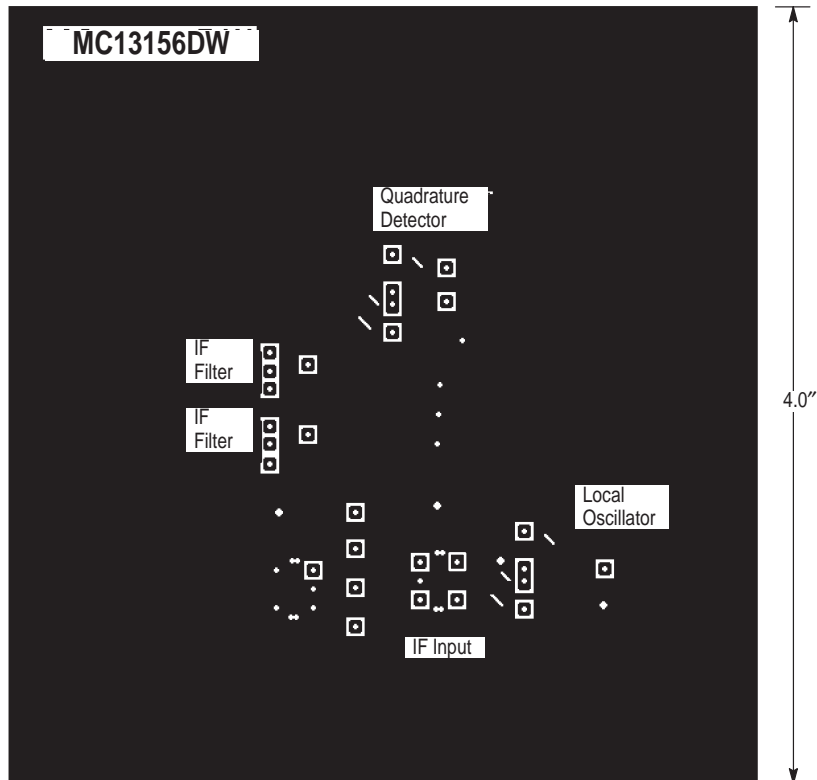 MC13156DW
Quadrature
Detector
IF
Filter
4.0″
IF
Filter
Local
Oscillator
IF Input